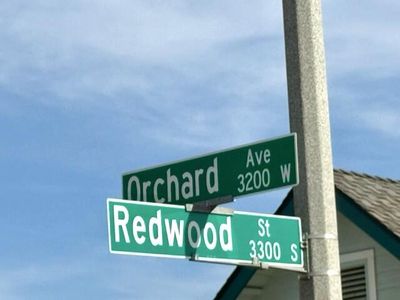 Orchard Ave 3200 W
Redwood St 3300 S